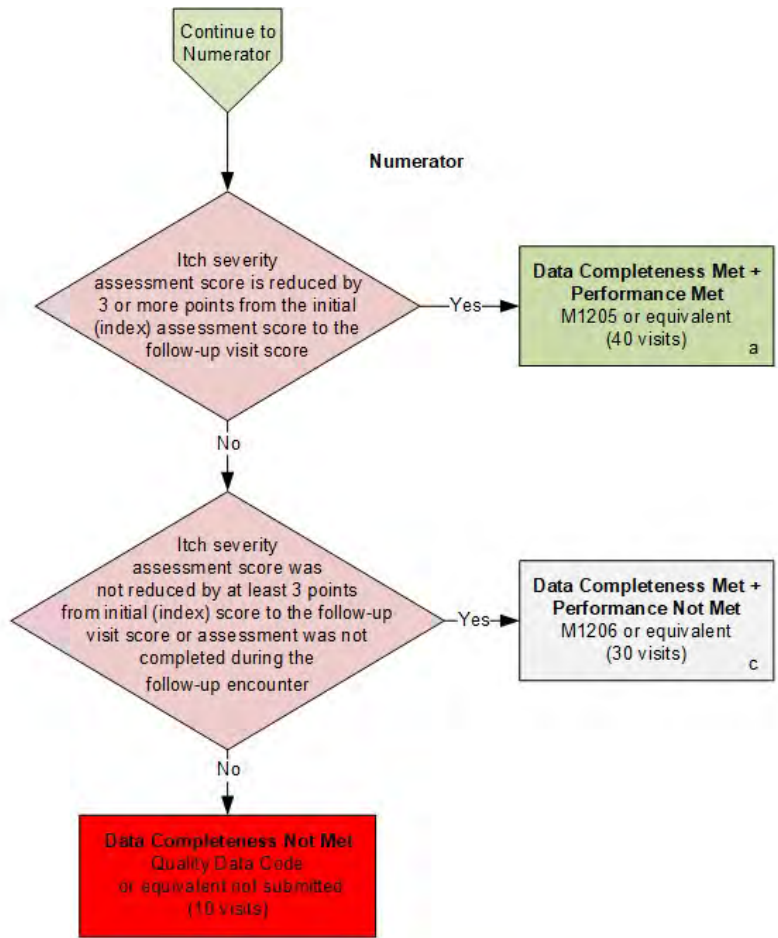 Continue to
Numerator
Numerator
Itch severity
assessment score is reduced by
3 or more points from the initial
(index) assessment score to the
follow-up visit score
Yes
Data Completeness Met +
Performance Met
M1205 or equivalent
(40 visits)
a
No
Itch severity
assessment score was
not reduced by at least 3 points
from initial (index) score to the follow-up
visit score or assessment was not
completed during the
follow-up encounter
Yes
Data Completeness Met +
Performance Not Met
M1206 or equivalent
(30 visits)
c
No
Data Completeness Not Met
Quality Data Code
or equivalent not submitted
(10 visits)